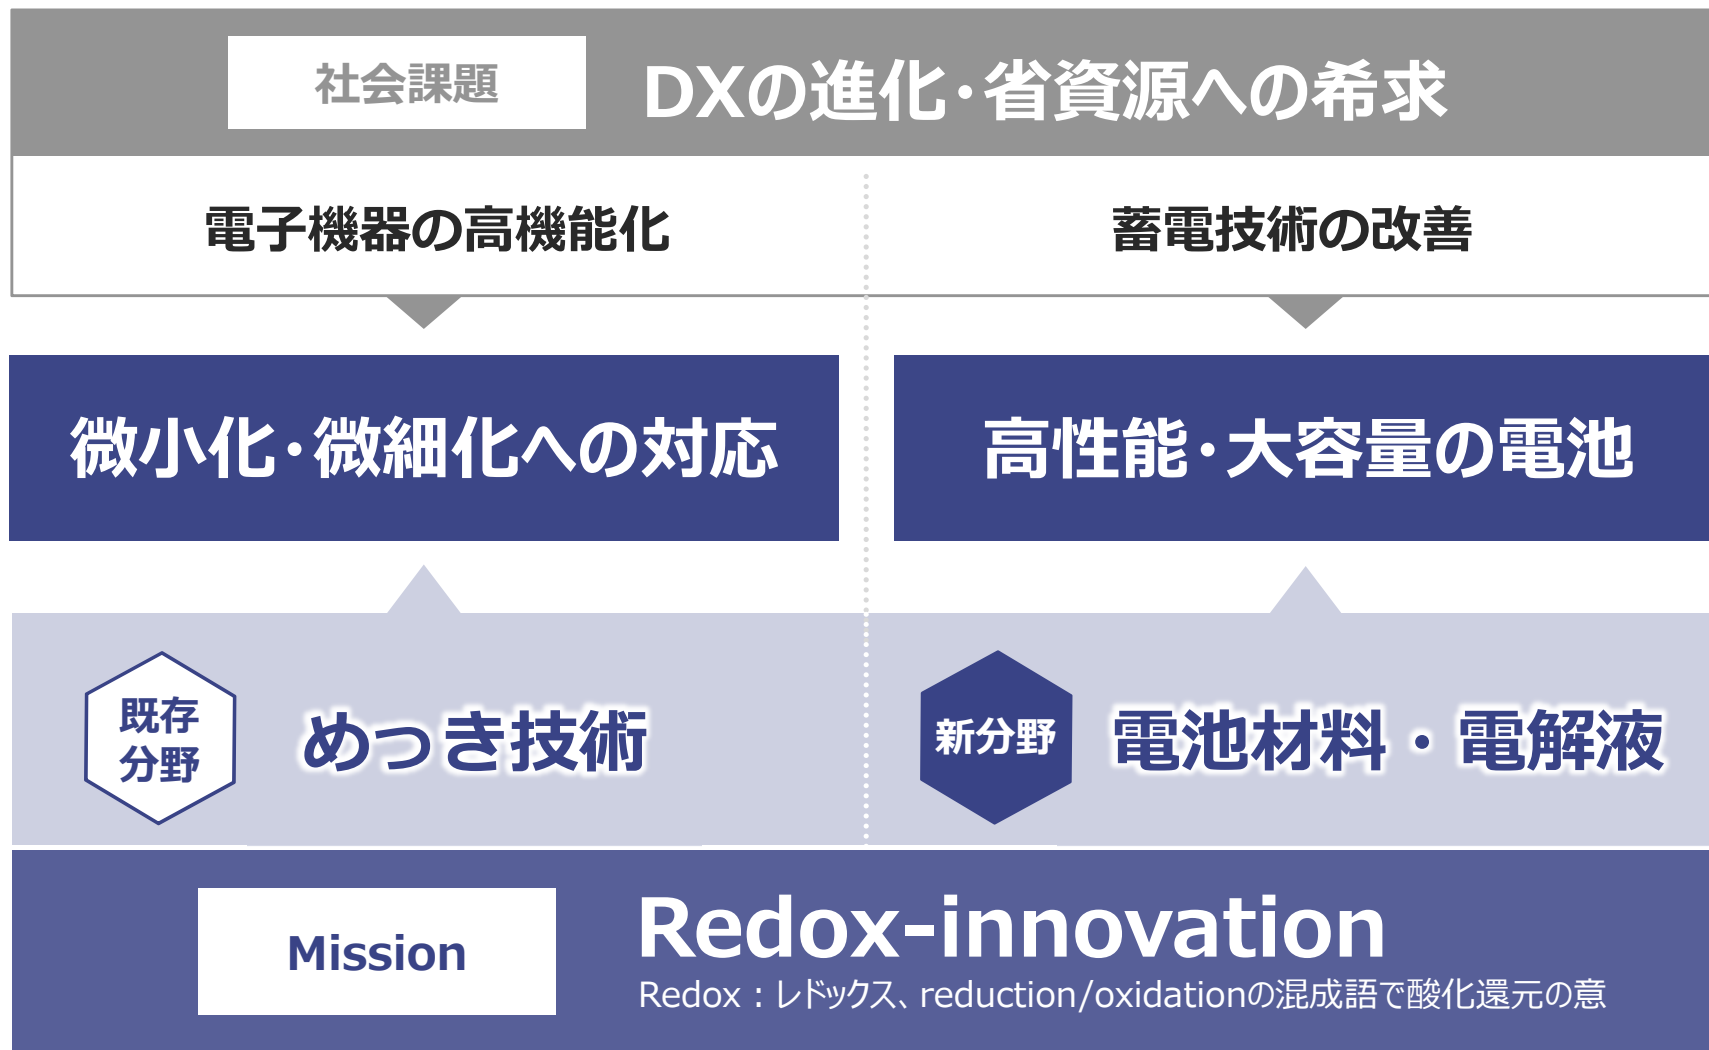 社会課題
DXの進化・省資源への希求
電子機器の高機能化
蓄電技術の改善
微小化・微細化への対応
高性能・大容量の電池
既存
分野
めっき技術
新分野
電池材料・電解液
Mission
Redox-innovation
Redox：レドックス、reduction/oxidationの混成語で酸化還元の意